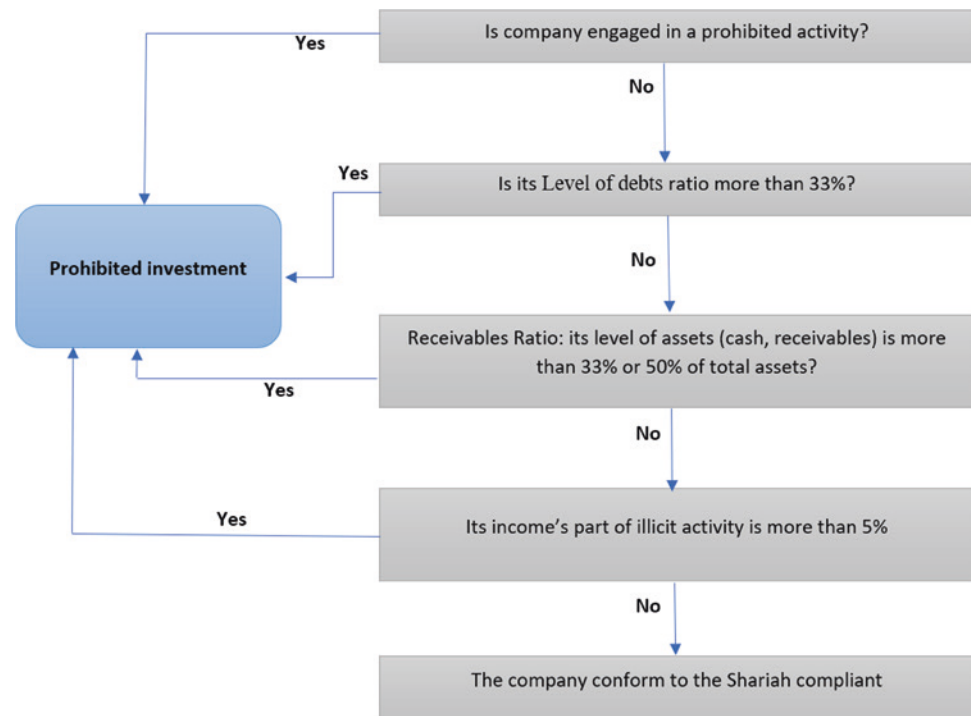 Is company engaged in a prohibited activity?
Yes
No
Is its Level of debts ratio more than 33%?
Yes
Prohibited investment
No
Receivables Ratio: its level of assets (cash, receivables) is more
than 33% or 50% of total assets?
Yes
No
Its income’s part of illicit activity is more than 5%
Yes
No
The company conform to the Shariah compliant